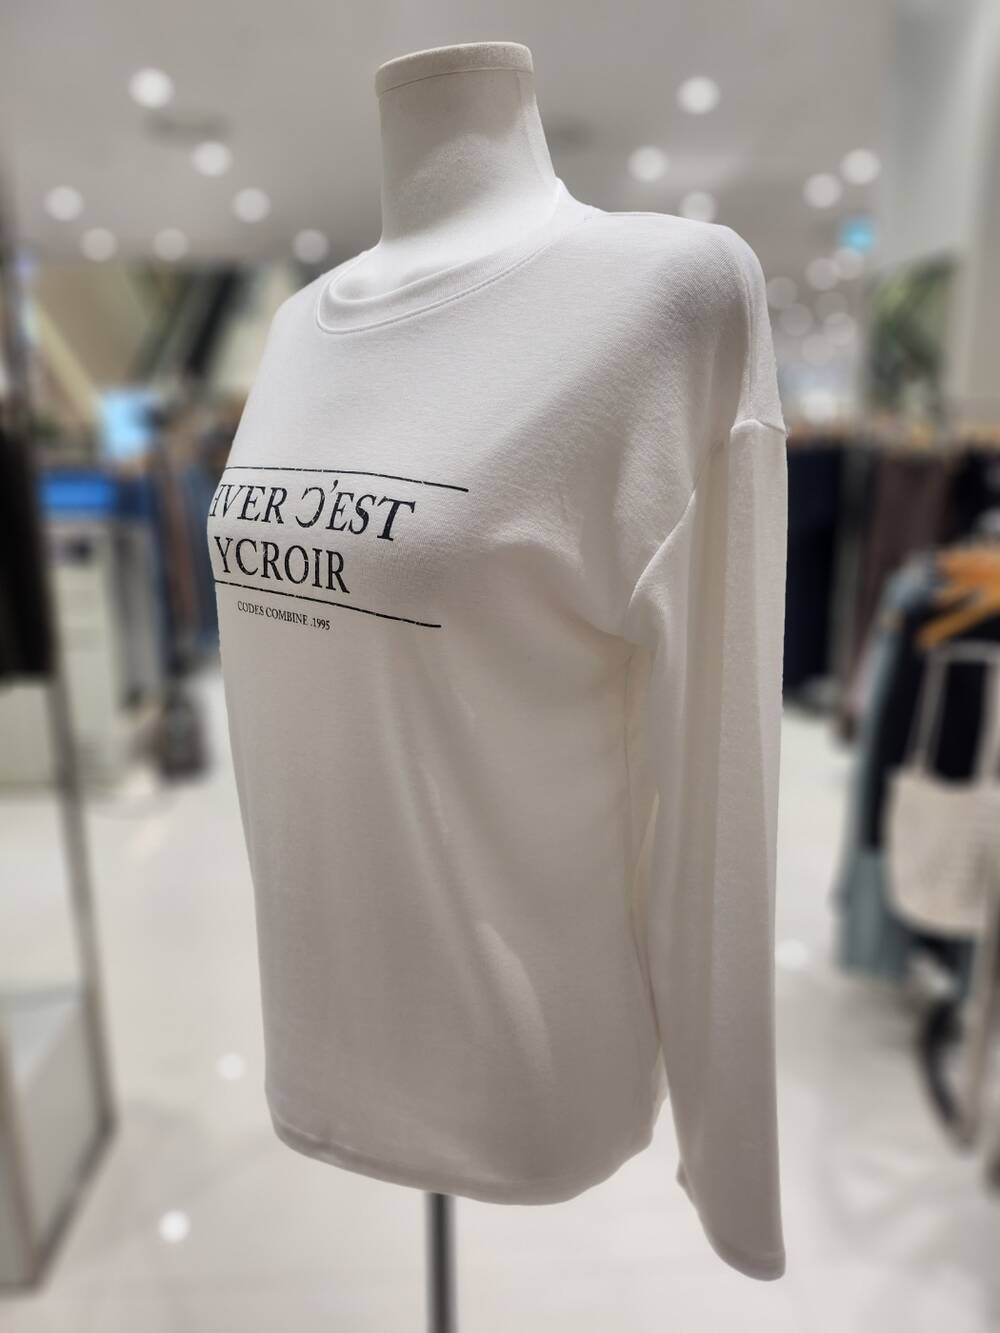 IVER C'EST
YCROIR
CODES COMBINE .1995